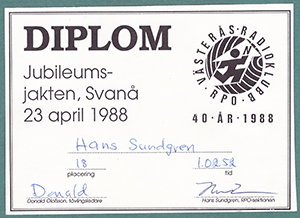 DIPLOM
Jubileums-
jakten, Svanå
23 april 1988
VÄSTERÅS RADIOKLUBB
RPO
N
40 ÅR 1988
Hans Sundgren
18 1.02.52
placering tid
Donald
Donald Olofsson, tävlingsledare Hans Sundgren, RPO-sektionen